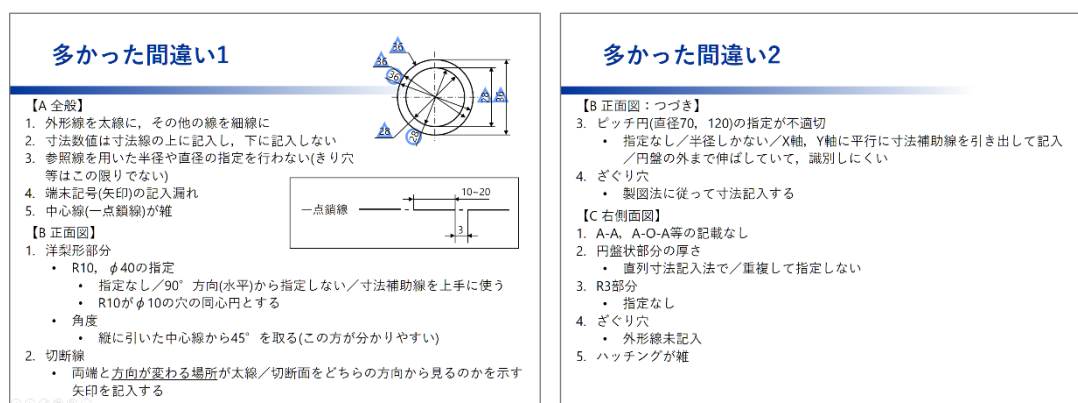 多かった間違い1
36
36
36
28
28
28
36
【A 全般】
1. 外形線を太線に，その他の線を細線に
2. 寸法数値は寸法線の上に記入し，下に記入しない
3. 参照線を用いた半径や直径の指定を行わない(きり穴
等はこの限りでない)
4. 端末記号(矢印)の記入漏れ
5. 中心線(一点鎖線)が雑
一点鎖線
10~20
3
【B 正面図】
1. 洋梨形部分
• R10，φ40の指定
• 指定なし／90°方向(水平)から指定しない／寸法補助線を上手に使う
• R10がφ10の穴の同心円とする
• 角度
• 縦に引いた中心線から45°を取る(この方が分かりやすい)
2. 切断線
• 両端と方向が変わる場所が太線／切断面をどちらの方向から見るのかを示す
矢印を記入する
多かった間違い2
【B 正面図：つづき】
3. ピッチ円(直径70，120)の指定が不適切
• 指定なし／半径しかない／X軸，Y軸に平行に寸法補助線を引き出して記入
／円盤の外まで伸ばしていて，識別しにくい
4. ざぐり穴
• 製図法に従って寸法記入する
【C 右側面図】
1. A-A，A-O-A等の記載なし
2. 円盤状部分の厚さ
• 直列寸法記入法で／重複して指定しない
3. R3部分
• 指定なし
4. ざぐり穴
• 外形線未記入
5. ハッチングが雑